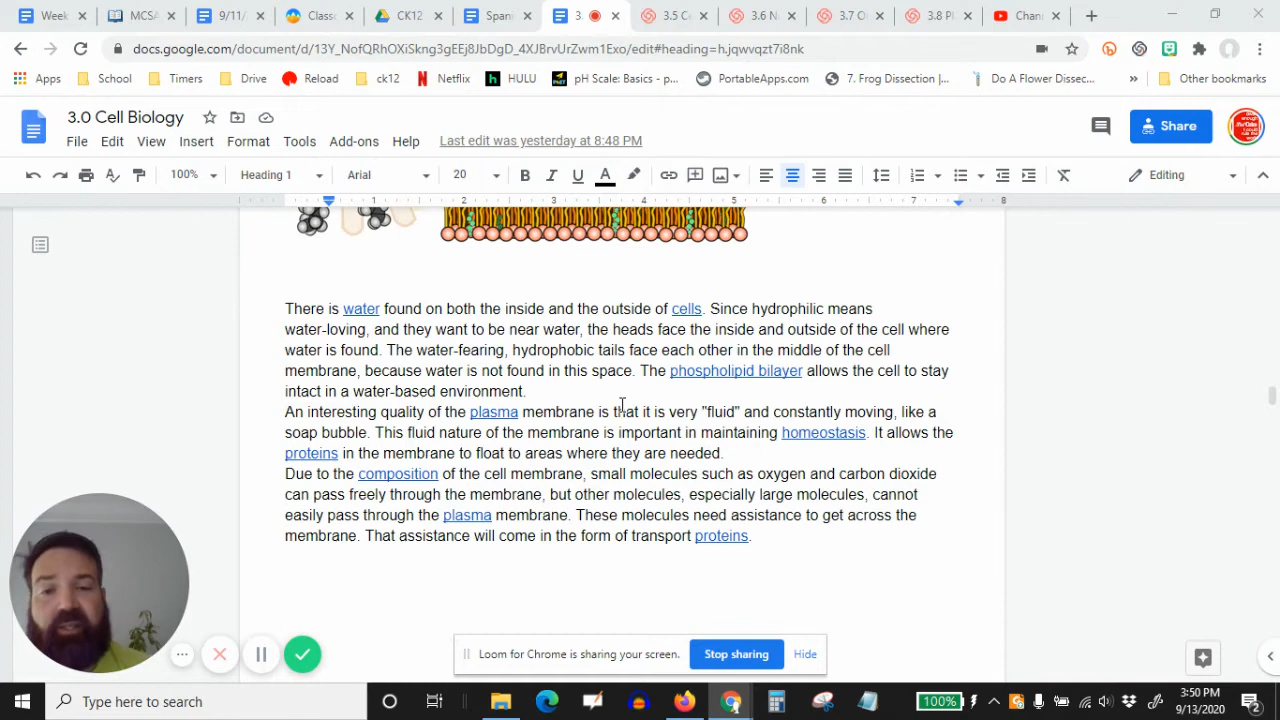 Week
MCSA
9/11/
Class
CK12
Span
3.
3.5 C
3.6 N
3.7 O
3.8 P
Chan
docs.google.com/document/d/13Y_NofQRhOXiSkng3gEEj8JbDgD_4XJBrvUrZwm1Exo/edit#heading=h.jqwvqzt7i8nk
Apps
School
Timers
Drive
Reload
ck12
Netflix
HULU
pH Scale: Basics - p...
PortableApps.com
7. Frog Dissection |...
Do A Flower Dissec...
»
Other bookmarks
3.0 Cell Biology
File Edit View Insert Format Tools Add-ons Help Last edit was yesterday at 8:48 PM
Share
100% Heading 1 Arial 20 B I U A Editing
1 2 3 4 5 6 7 8
There is water found on both the inside and the outside of cells. Since hydrophilic means
water-loving, and they want to be near water, the heads face the inside and outside of the cell where
water is found. The water-fearing, hydrophobic tails face each other in the middle of the cell
membrane, because water is not found in this space. The phospholipid bilayer allows the cell to stay
intact in a water-based environment.
An interesting quality of the plasma membrane is that it is very "fluid" and constantly moving, like a
soap bubble. This fluid nature of the membrane is important in maintaining homeostasis. It allows the
proteins in the membrane to float to areas where they are needed.
Due to the composition of the cell membrane, small molecules such as oxygen and carbon dioxide
can pass freely through the membrane, but other molecules, especially large molecules, cannot
easily pass through the plasma membrane. These molecules need assistance to get across the
membrane. That assistance will come in the form of transport proteins.
Loom for Chrome is sharing your screen.
Stop sharing
Hide
Type here to search
100%
3:50 PM
9/13/2020
2